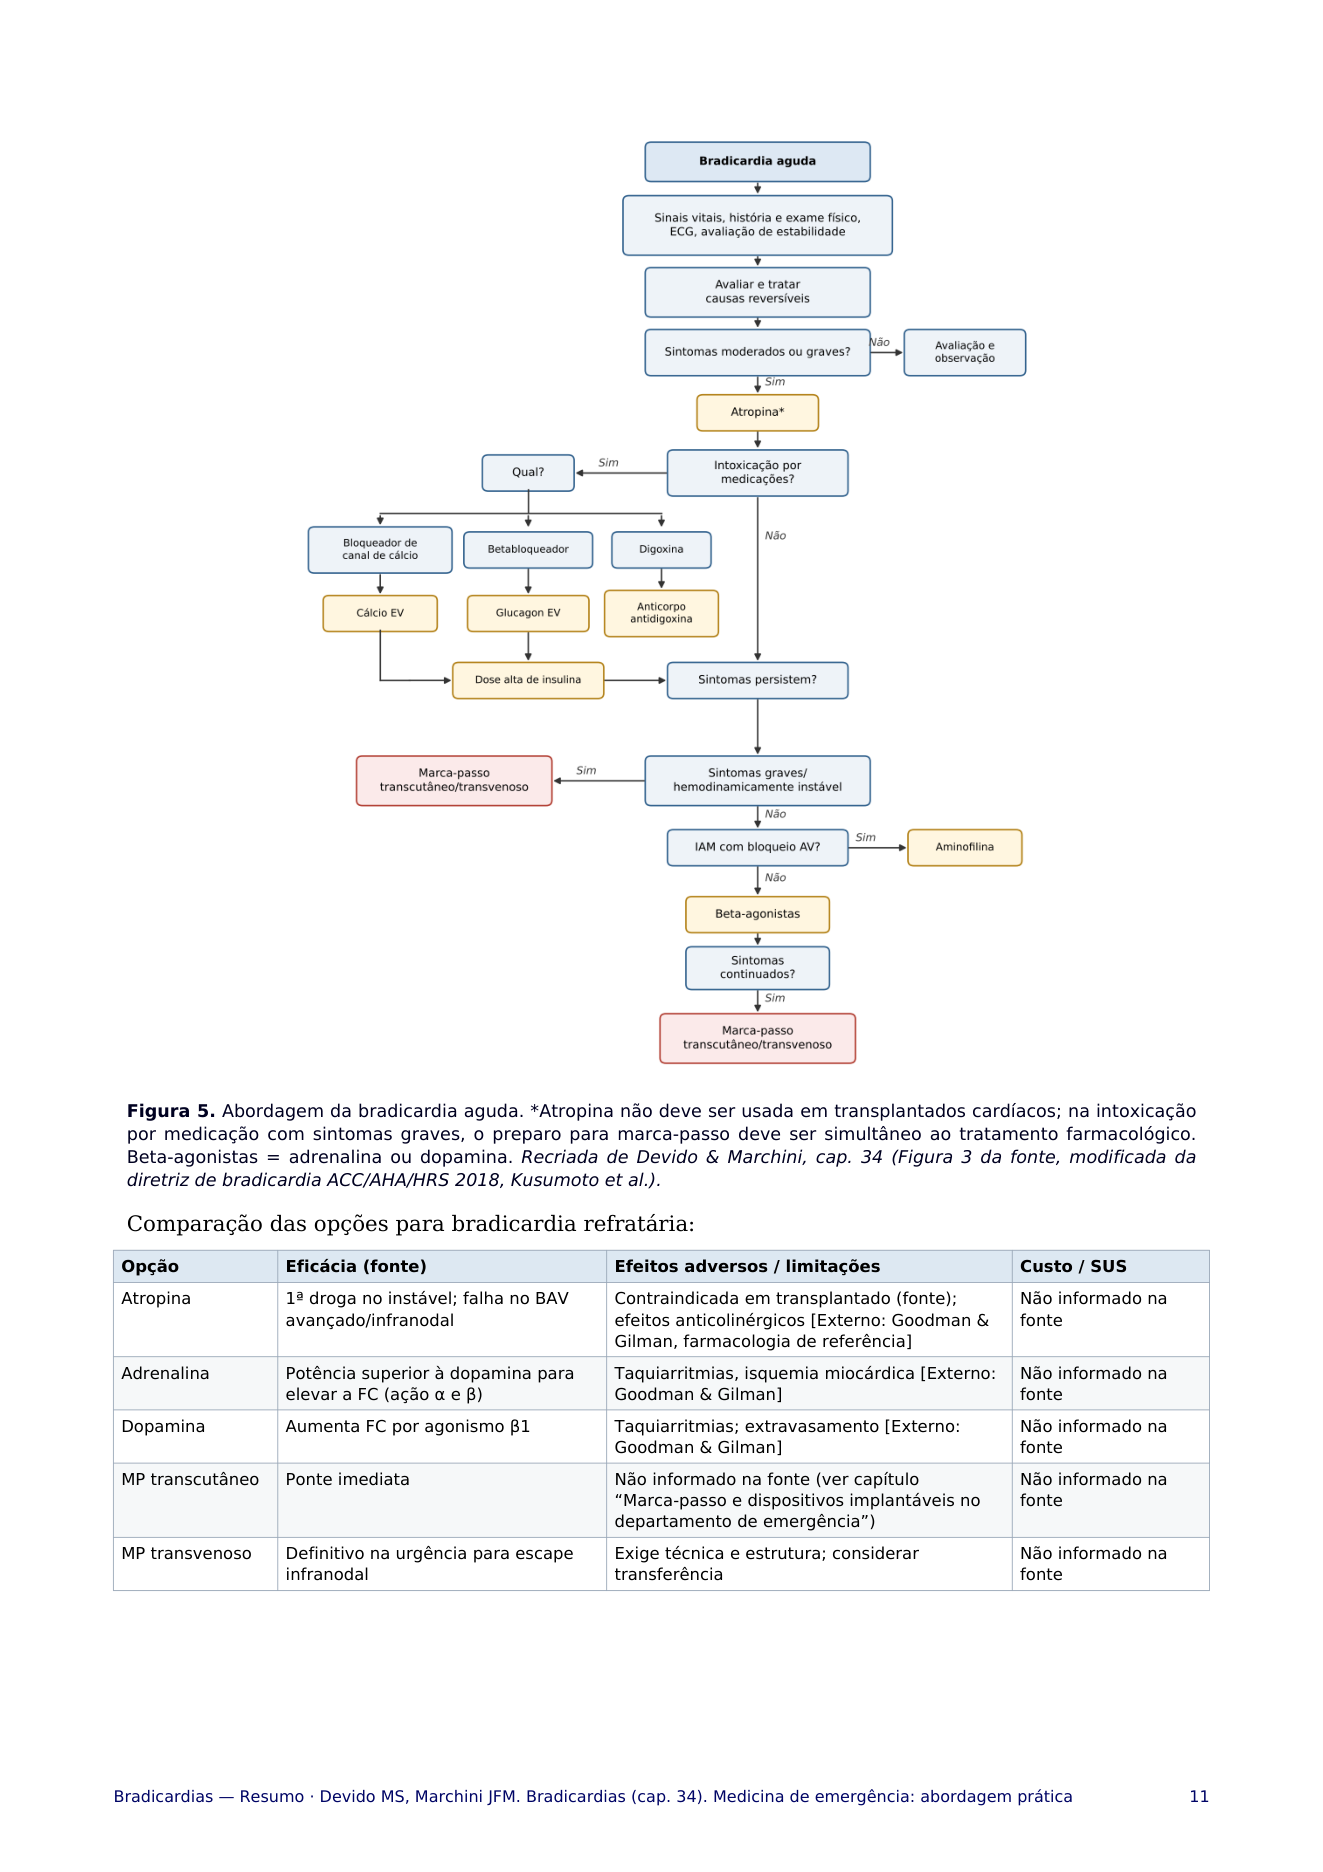 Bradicardia aguda
Sinais vitais, história e exame físico,
ECG, avaliação de estabilidade
Avaliar e tratar
causas reversíveis
Sintomas moderados ou graves?
Não
Avaliação e
observação
Sim
Atropina*
Intoxicação por
medicações?
Sim
Qual?
Não
Bloqueador de
canal de cálcio
Betabloqueador
Digoxina
Cálcio EV
Glucagon EV
Anticorpo
antidigoxina
Dose alta de insulina
Sintomas persistem?
Sintomas graves/
hemodinamicamente instável
Sim
Marca-passo
transcutâneo/transvenoso
Não
IAM com bloqueio AV?
Sim
Aminofilina
Não
Beta-agonistas
Sintomas
continuados?
Sim
Marca-passo
transcutâneo/transvenoso
Figura 5. Abordagem da bradicardia aguda. *Atropina não deve ser usada em transplantados cardíacos; na intoxicação
por medicação com sintomas graves, o preparo para marca-passo deve ser simultâneo ao tratamento farmacológico.
Beta-agonistas = adrenalina ou dopamina. Recriada de Devido & Marchini, cap. 34 (Figura 3 da fonte, modificada da
diretriz de bradicardia ACC/AHA/HRS 2018, Kusumoto et al.).
Comparação das opções para bradicardia refratária:
Opção Eficácia (fonte) Efeitos adversos / limitações Custo / SUS
Atropina 1ª droga no instável; falha no BAV Contraindicada em transplantado (fonte); Não informado na
avançado/infranodal efeitos anticolinérgicos [Externo: Goodman & fonte
Gilman, farmacologia de referência]
Adrenalina Potência superior à dopamina para Taquiarritmias, isquemia miocárdica [Externo: Não informado na
elevar a FC (ação α e β) Goodman & Gilman] fonte
Dopamina Aumenta FC por agonismo β1 Taquiarritmias; extravasamento [Externo: Não informado na
Goodman & Gilman] fonte
MP transcutâneo Ponte imediata Não informado na fonte (ver capítulo Não informado na
“Marca-passo e dispositivos implantáveis no fonte
departamento de emergência”)
MP transvenoso Definitivo na urgência para escape Exige técnica e estrutura; considerar Não informado na
infranodal transferência fonte
Bradicardias — Resumo · Devido MS, Marchini JFM. Bradicardias (cap. 34). Medicina de emergência: abordagem prática 11